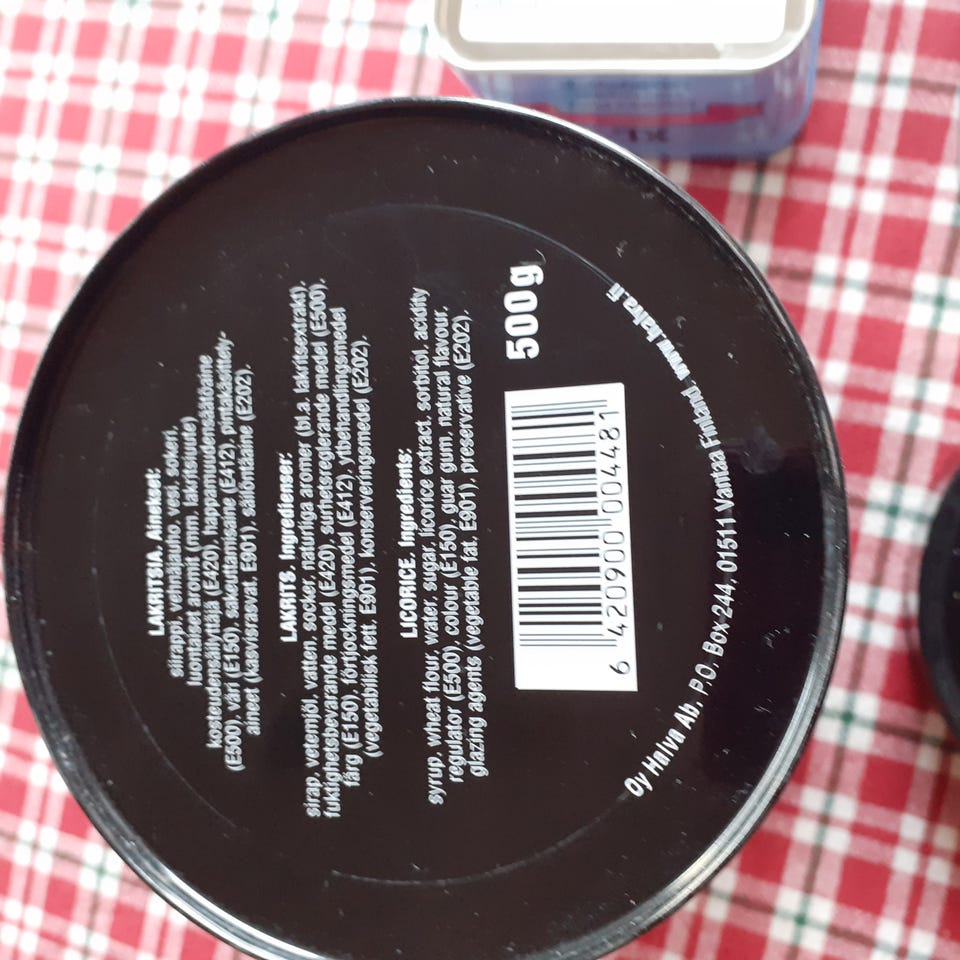 LAKRITSIA. Ainekset:
siirappi, vehnäjauho, vesi, sokeri,
luontaiset aromit (mm. lakritsiuute)
kosteudensäilyttäjä (E420), happamuudensäätöaine
(E500), väri (E150), sakeuttamisaine (E412), pintakäsittely-
aineet (kasvisrasvat, E901), säilöntäaine (E202).
LAKRITS. Ingredienser:
sirap, vetemjöl, vatten, socker, naturliga aromer (bl.a. lakritsextrakt),
fuktighetsbevarande medel (E420), surhetsreglerande medel (E500),
färg (E150), förtjockningsmedel (E412), ytbehandlingsmedel
(vegetabilisk fett, E901), konserveringsmedel (E202).
LICORICE. Ingredients:
syrup, wheat flour, water, sugar, licorice extract, sorbitol, acidity
regulator (E500), colour (E150), guar gum, natural flavour,
glazing agents (vegetable fat, E901), preservative (E202).
500g
6 420900 004481
Oy Halva Ab, P.O. Box 244, 01511 Vantaa Finland, www.halva.fi